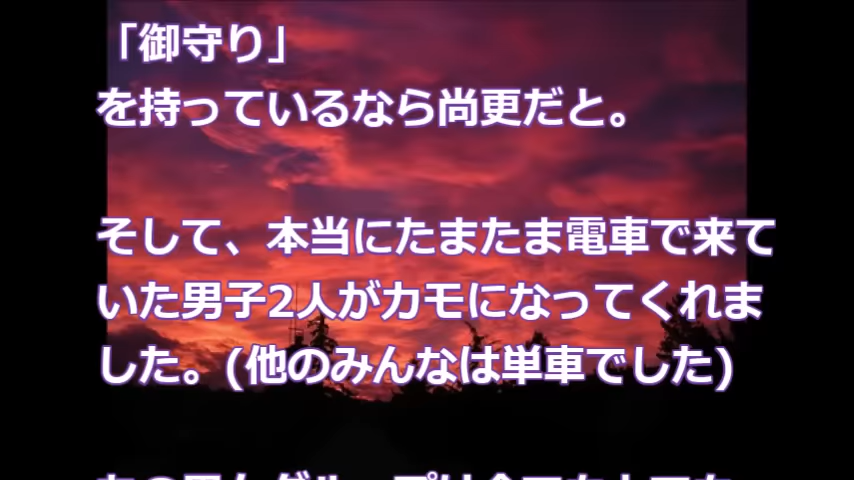 「御守り」
を持っているなら尚更だと。
そして、本当にたまたま電車で来て
いた男子2人がカモになってくれま
した。(他のみんなは単車でした)